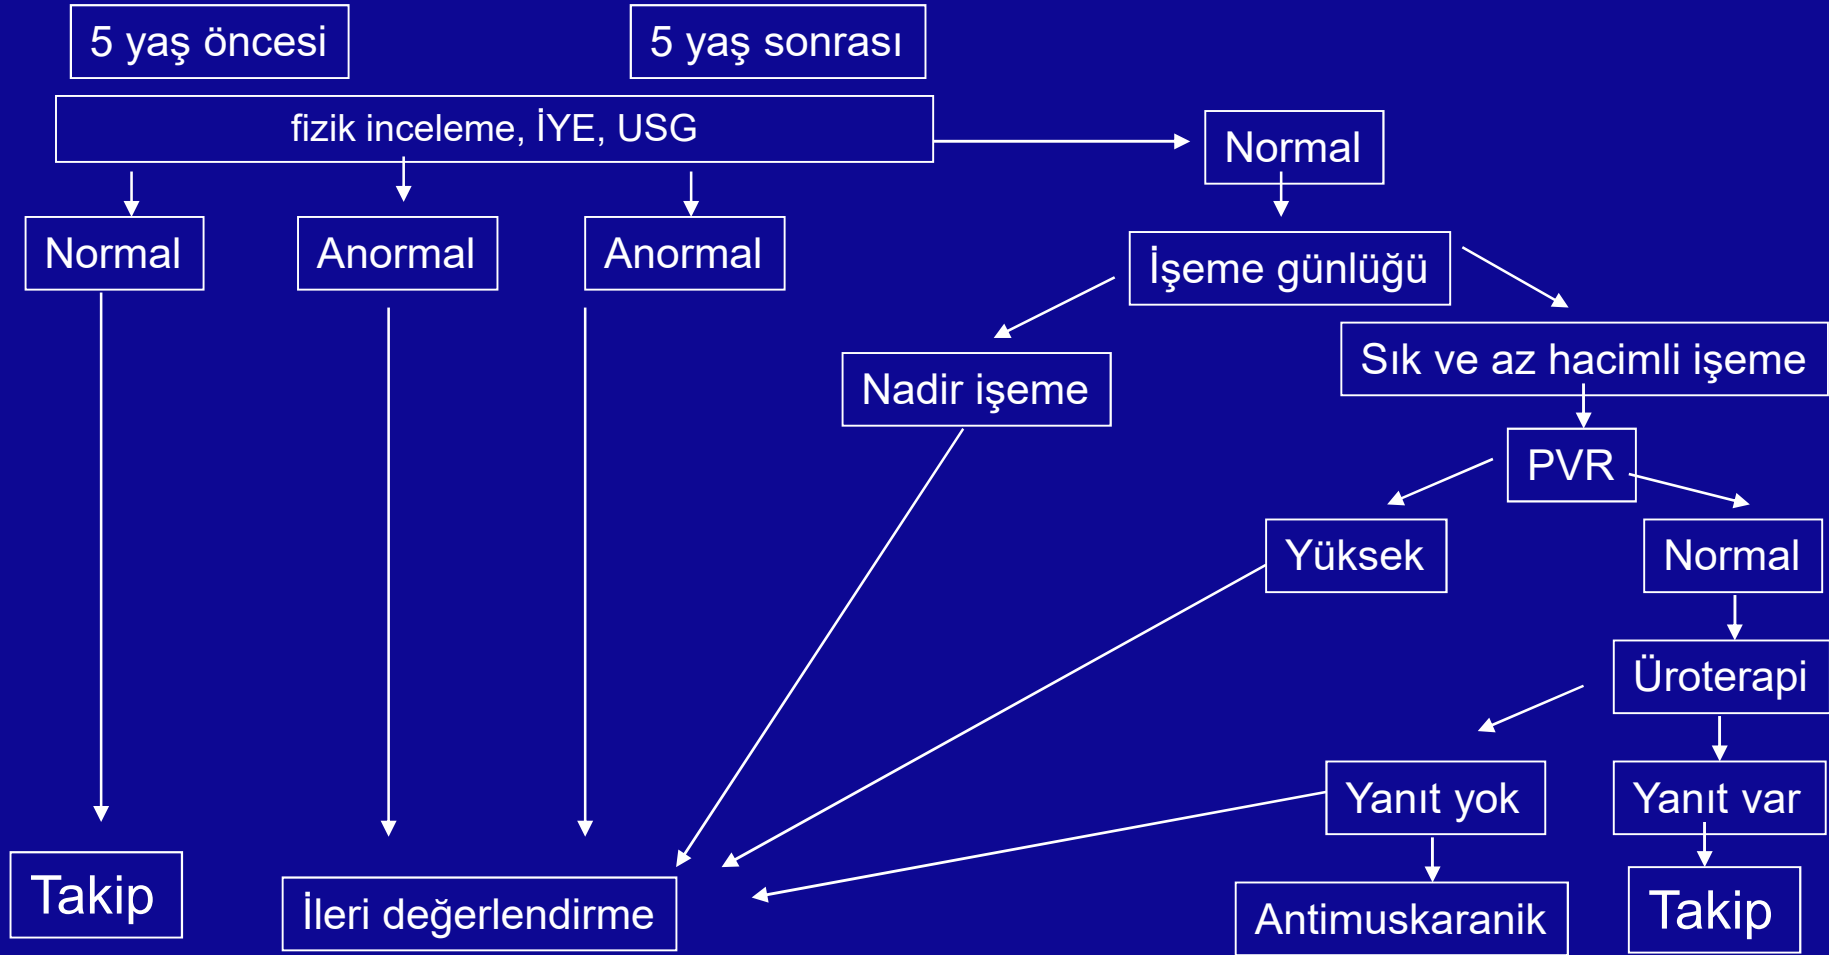 5 yaş öncesi
5 yaş sonrası
fizik inceleme, İYE, USG
Normal
Normal
Anormal
Anormal
İşeme günlüğü
Nadir işeme
Sık ve az hacimli işeme
PVR
Yüksek
Normal
Üroterapi
Yanıt yok
Yanıt var
Takip
İleri değerlendirme
Antimuskaranik
Takip